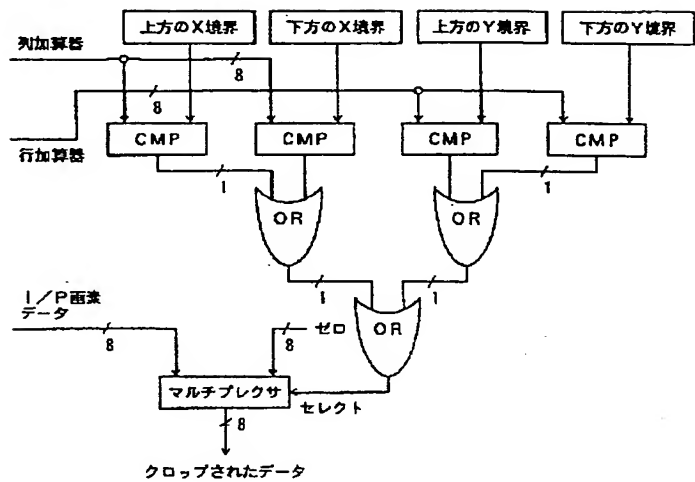 上方のX境界
下方のX境界
上方のY境界
下方のY境界
列加算器
8
8
行加算器
CMP
CMP
CMP
CMP
1
1
OR
OR
1
1
I/P画素
データ
8
ゼロ
8
OR
マルチプレクサ
セレクト
8
クロップされたデータ